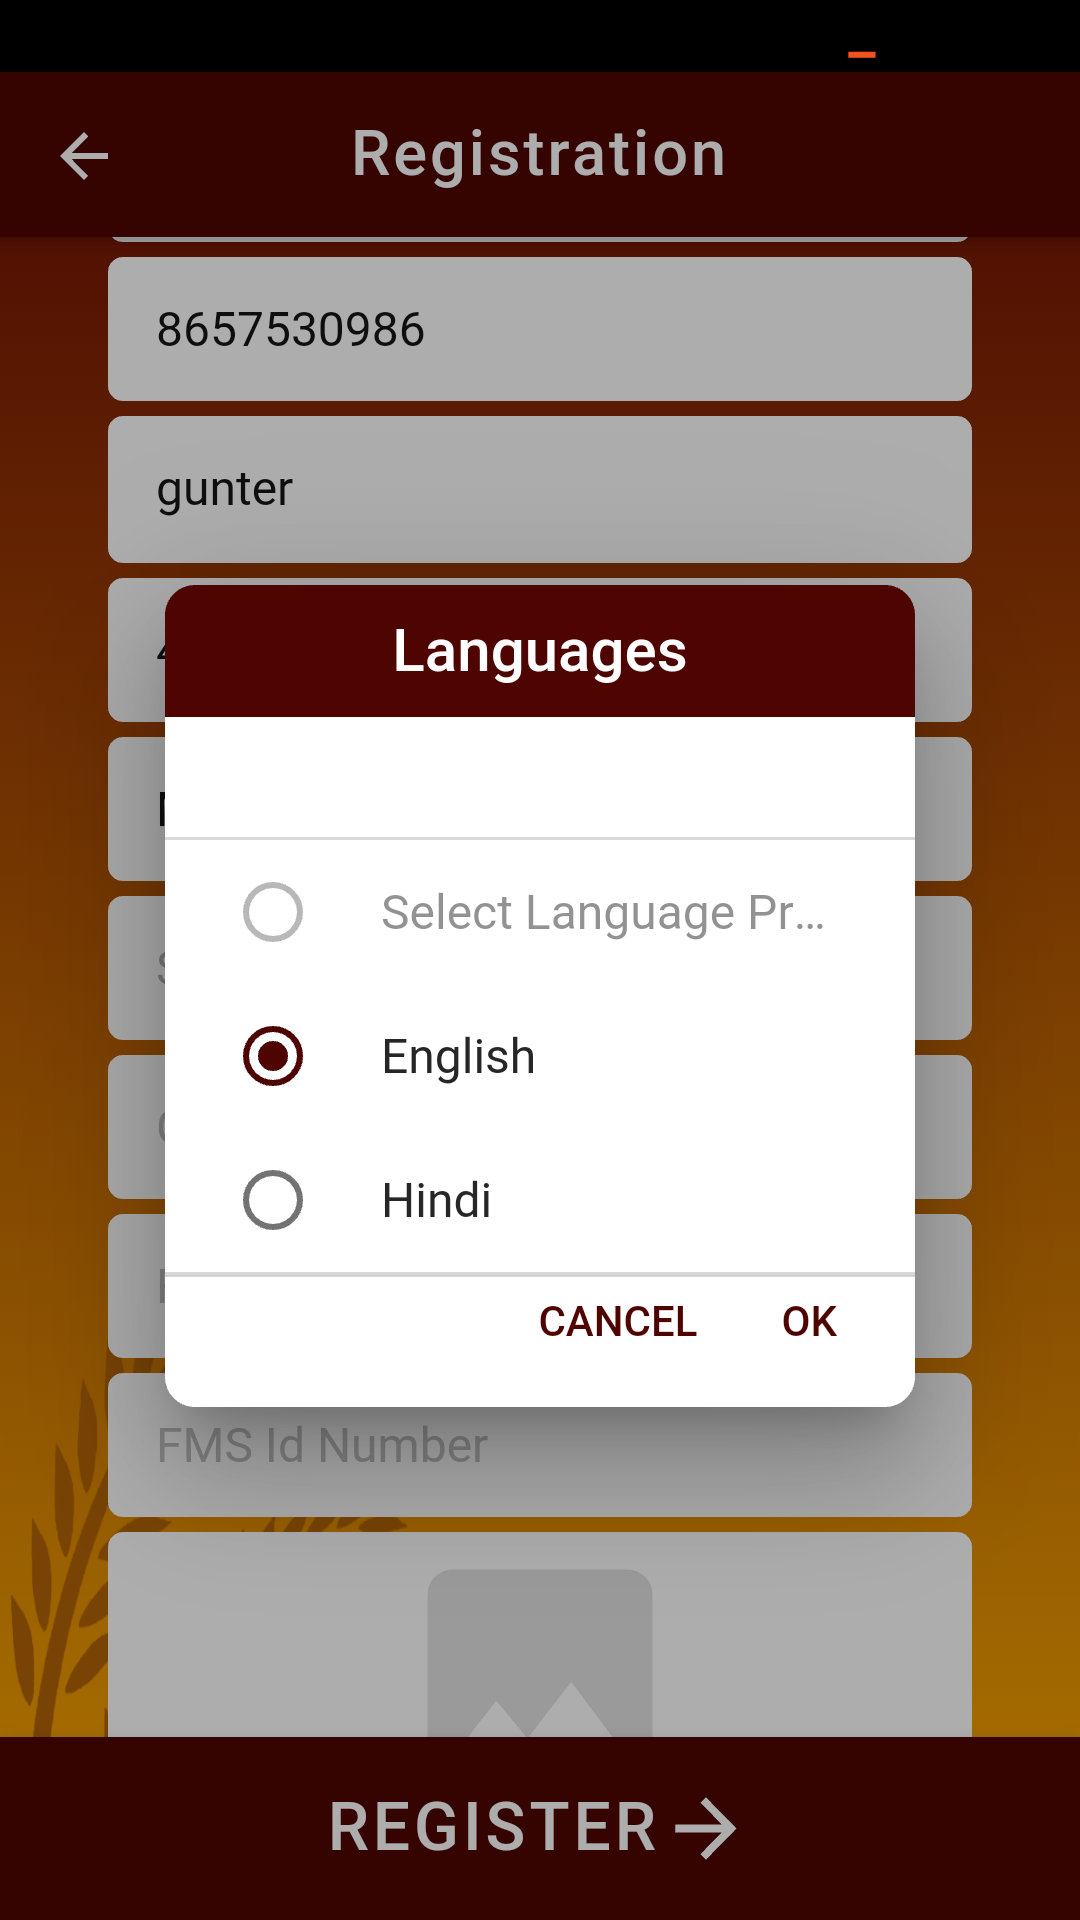 Registration
8657530986
gunter
Languages
Select Language Pr...
English
Hindi
CANCEL
OK
FMS Id Number
REGISTER